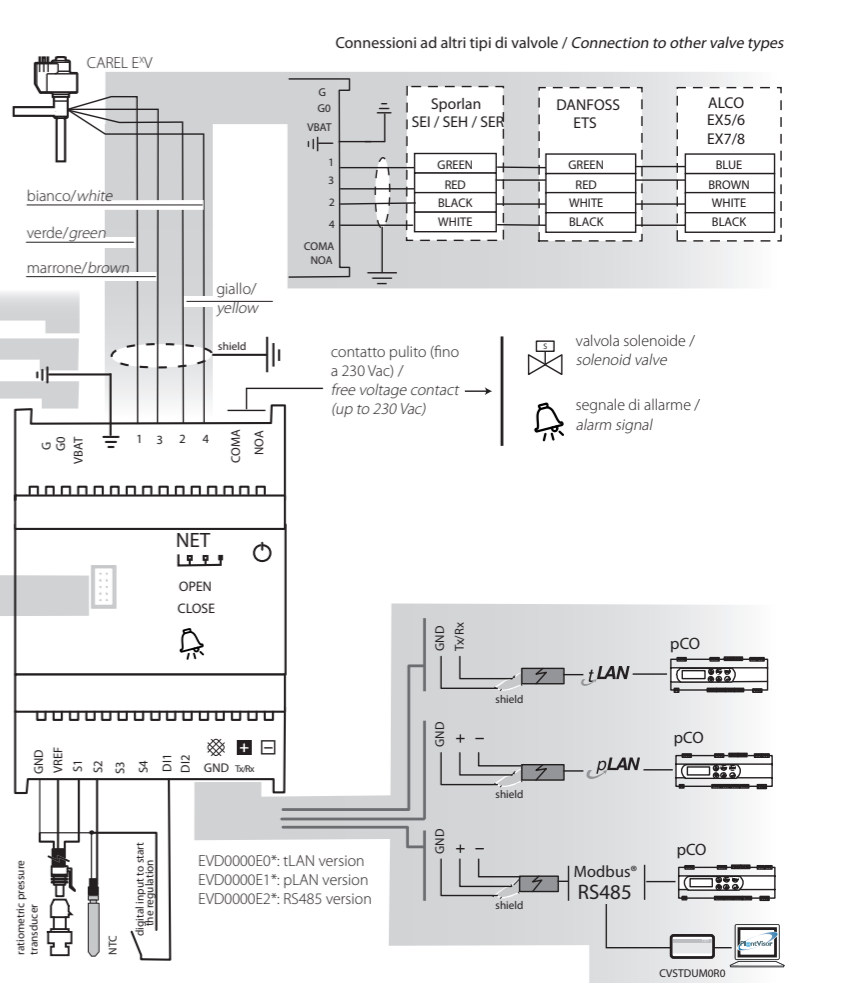 Connessioni ad altri tipi di valvole / Connection to other valve types
CAREL EXV
G
G0
VBAT
1
3
2
4
COMA
NOA
Sporlan
SEI / SEH / SER
GREEN
RED
BLACK
WHITE
DANFOSS
ETS
GREEN
RED
WHITE
BLACK
ALCO
EX5/6
EX7/8
BLUE
BROWN
WHITE
BLACK
bianco/white
verde/green
marrone/brown
giallo/
yellow
shield
contatto pulito (fino
a 230 Vac) /
free voltage contact
(up to 230 Vac)
valvola solenoide /
solenoid valve
S
segnale di allarme /
alarm signal
G
G0
VBAT
1
3
2
4
COMA
NOA
NET
OPEN
CLOSE
GND
VREF
S1
S2
S3
S4
DI1
DI2
GND
Tx/Rx
+
−
ratiometric pressure
transducer
NTC
digital input to start
the regulation
EVD0000E0*: tLAN version
EVD0000E1*: pLAN version
EVD0000E2*: RS485 version
GND
Tx/Rx
shield
tLAN
pCO
GND
+
−
shield
pLAN
pCO
GND
+
−
shield
Modbus®
RS485
pCO
PlantVisor
CVSTDUM0R0